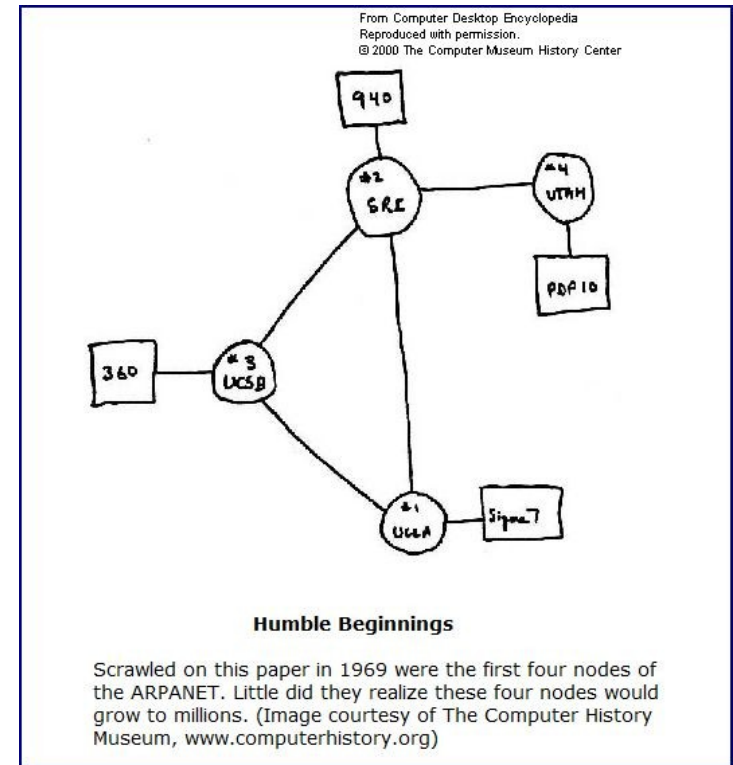 From Computer Desktop Encyclopedia
Reproduced with permission.
© 2000 The Computer Museum History Center
940
#2
SRI
#4
UTAH
PDP 10
360
#3
UCSB
#1
UCLA
Sigma 7
Humble Beginnings
Scrawled on this paper in 1969 were the first four nodes of
the ARPANET. Little did they realize these four nodes would
grow to millions. (Image courtesy of The Computer History
Museum, www.computerhistory.org)